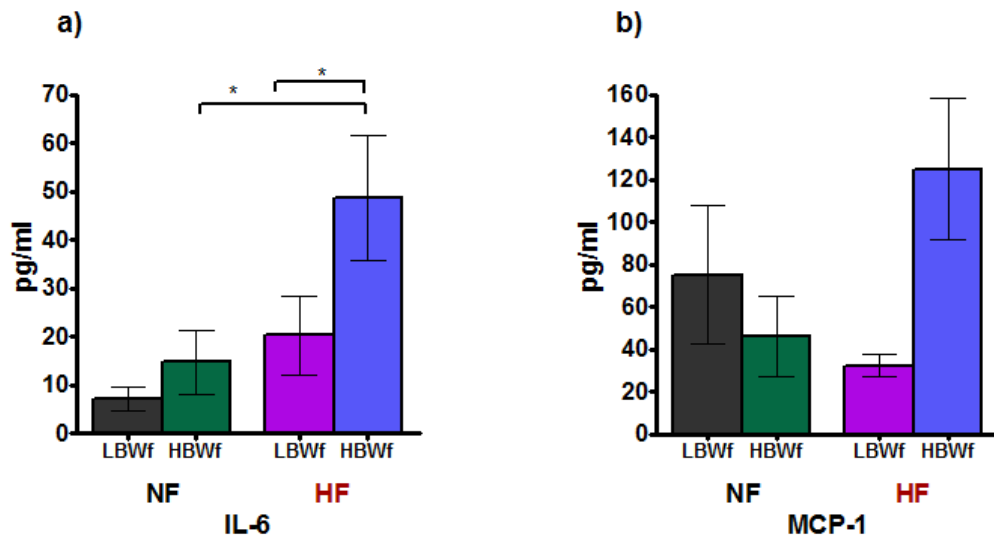 a)
70
60
50
40
30
20
10
0
pg/ml
*
*
LBWf HBWf LBWf HBWf
NF HF
IL-6
b)
160
140
120
100
80
60
40
20
0
pg/ml
LBWf HBWf LBWf HBWf
NF HF
MCP-1